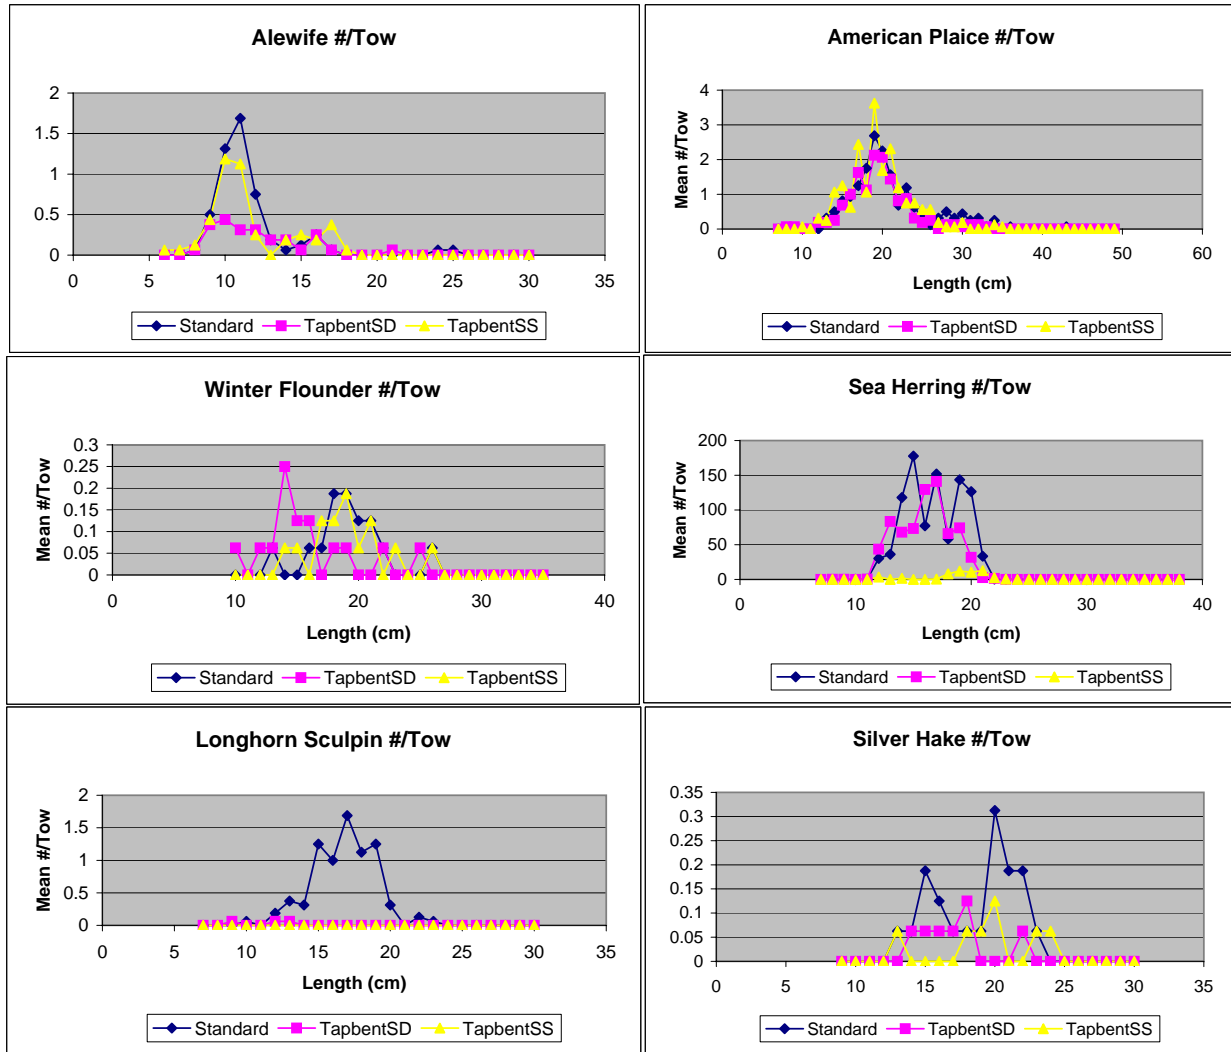 Alewife #/Tow
2
1.5
1
0.5
0
0 5 10 15 20 25 30 35
Standard TapbentSD TapbentSS
American Plaice #/Tow
Mean #/Tow
4
3
2
1
0
0 10 20 30 40 50 60
Length (cm)
Standard TapbentSD TapbentSS
Winter Flounder #/Tow
Mean #/Tow
0.3
0.25
0.2
0.15
0.1
0.05
0
0 10 20 30 40
Length (cm)
Standard TapbentSD TapbentSS
Sea Herring #/Tow
Mean #/Tow
200
150
100
50
0
0 10 20 30 40
Length (cm)
Standard TapbentSD TapbentSS
Longhorn Sculpin #/Tow
Mean #/Tow
2
1.5
1
0.5
0
0 5 10 15 20 25 30 35
Standard TapbentSD TapbentSS
Silver Hake #/Tow
Mean #/Tow
0.35
0.3
0.25
0.2
0.15
0.1
0.05
0
0 5 10 15 20 25 30 35
Standard TapbentSD TapbentSS